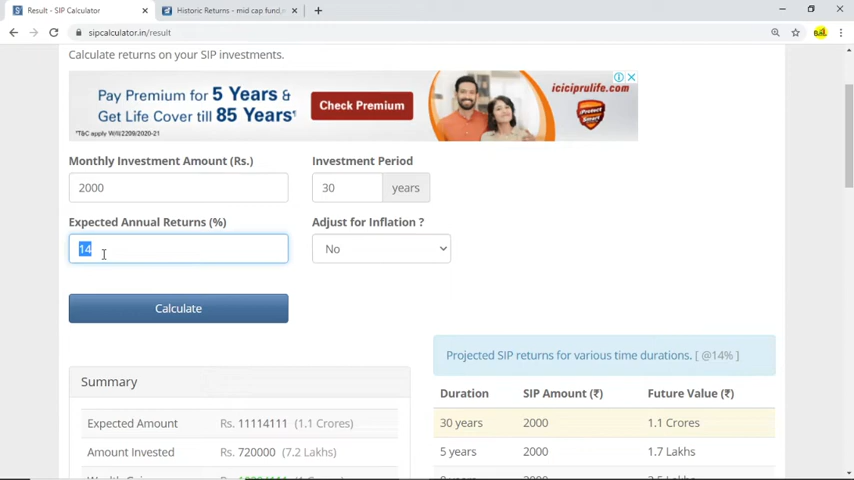 Result - SIP Calculator
Historic Returns - mid cap fund,
sipcalculator.in/result
Calculate returns on your SIP investments.
Pay Premium for 5 Years &
Get Life Cover till 85 Years
Check Premium
iciciprulife.com
Monthly Investment Amount (Rs.)
Investment Period
2000
30
years
Expected Annual Returns (%)
Adjust for Inflation ?
14
No
Calculate
Projected SIP returns for various time durations. [ @14% ]
Summary
Duration
SIP Amount (₹)
Future Value (₹)
Expected Amount
Rs. 11114111 (1.1 Crores)
30 years
2000
1.1 Crores
Amount Invested
Rs. 720000 (7.2 Lakhs)
5 years
2000
1.7 Lakhs